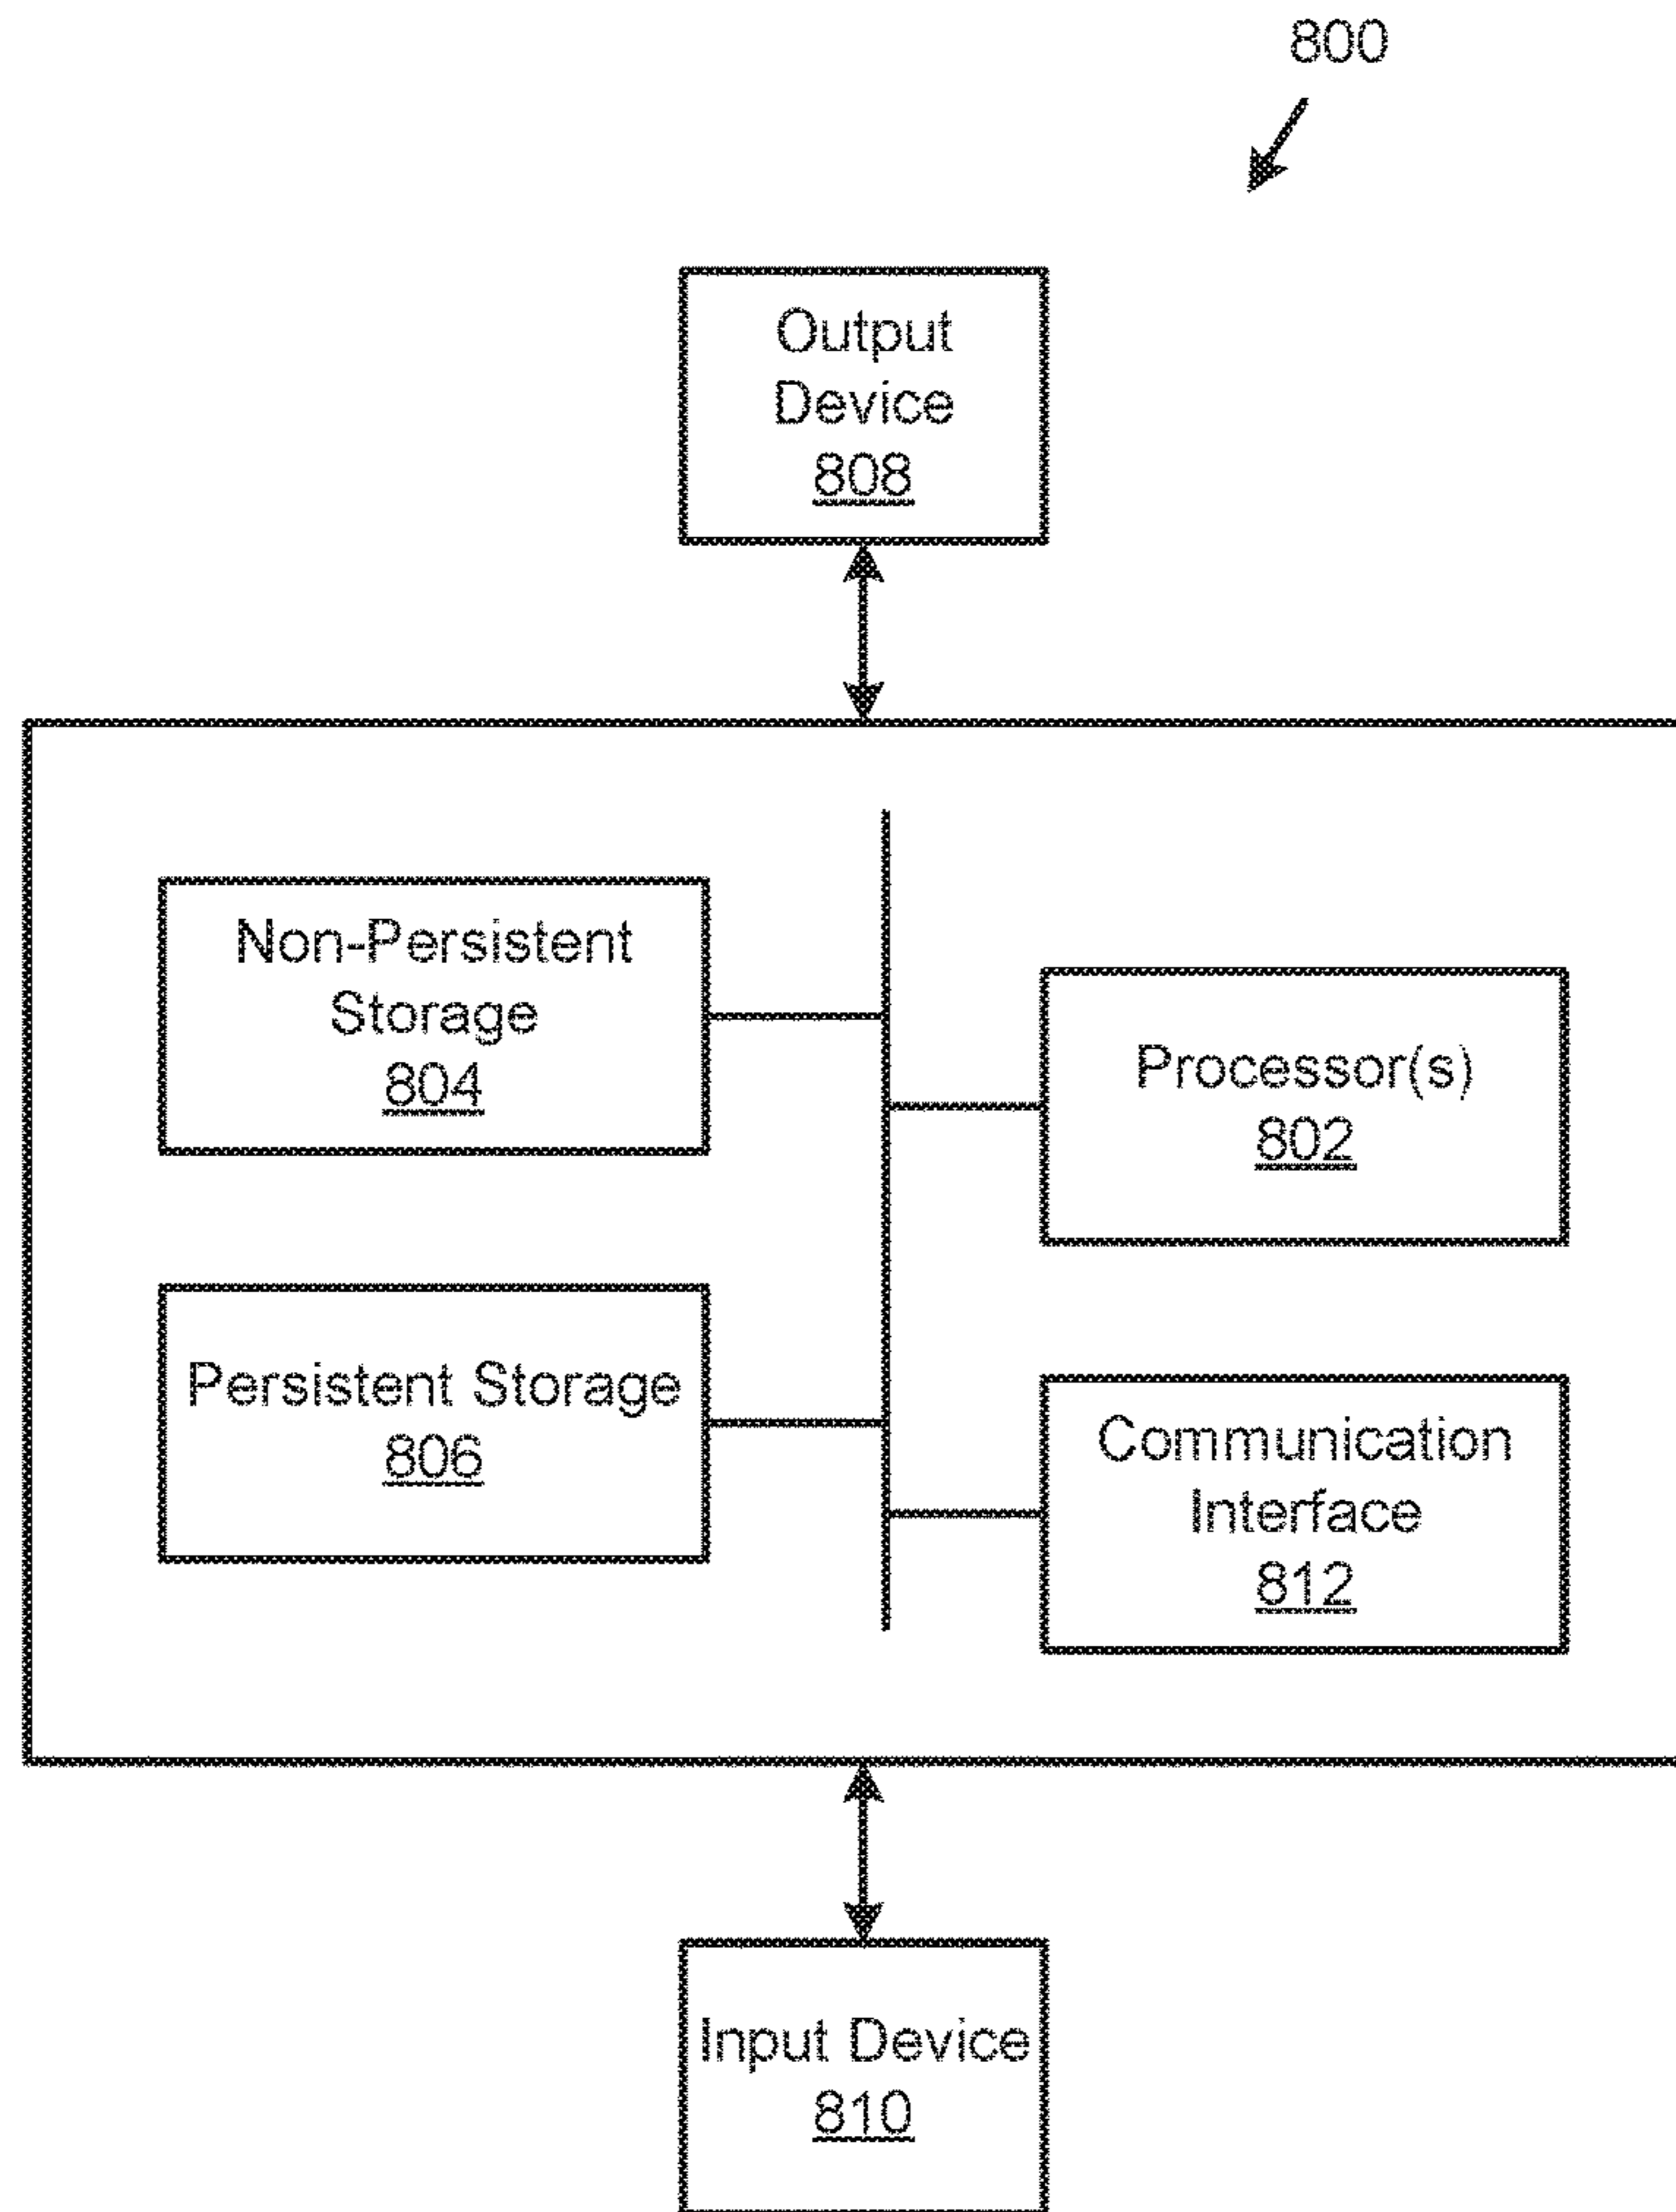 800
Output
Device
808
Non-Persistent
Storage
804
Processor(s)
802
Persistent Storage
806
Communication
Interface
812
Input Device
810